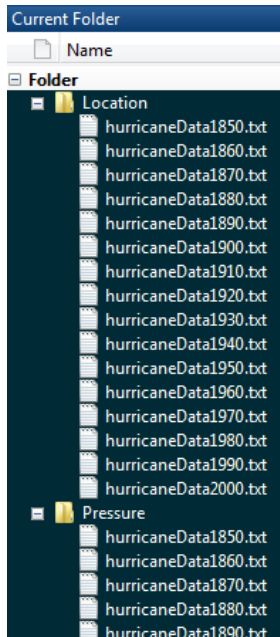 Current Folder
Name
Folder
Location
hurricaneData1850.txt
hurricaneData1860.txt
hurricaneData1870.txt
hurricaneData1880.txt
hurricaneData1890.txt
hurricaneData1900.txt
hurricaneData1910.txt
hurricaneData1920.txt
hurricaneData1930.txt
hurricaneData1940.txt
hurricaneData1950.txt
hurricaneData1960.txt
hurricaneData1970.txt
hurricaneData1980.txt
hurricaneData1990.txt
hurricaneData2000.txt
Pressure
hurricaneData1850.txt
hurricaneData1860.txt
hurricaneData1870.txt
hurricaneData1880.txt
hurricaneData1890.txt